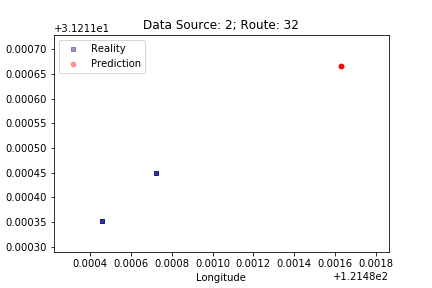 Data Source: 2; Route: 32
+3.1211e1
Reality
Prediction
0.00070
0.00065
0.00060
0.00055
0.00050
0.00045
0.00040
0.00035
0.00030
0.0004 0.0006 0.0008 0.0010 0.0012 0.0014 0.0016 0.0018
Longitude
+1.2148e2